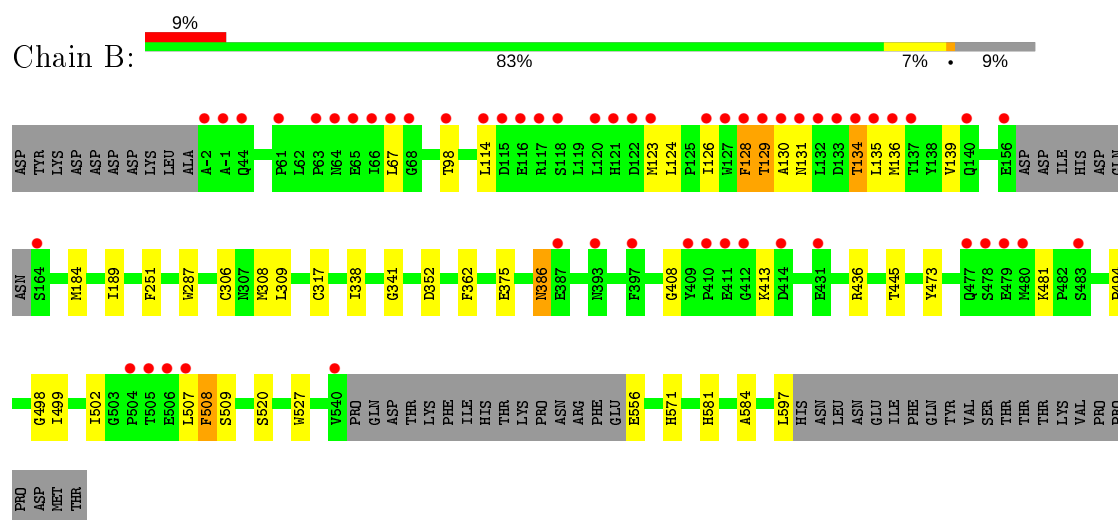 9%
Chain B:
83% 7% • 9%
ASP TYR LYS ASP ASP ASP ASP LYS LEU ALA A-2 A-1 Q44 P61 L62 P63 N64 E65 I66 L67 G68 T98 L114 D115 E116 R117 S118 L119 L120 H121 D122 M123 L124 P125 I126 W127 F128 T129 A130 N131 L132 D133 T134 L135 M136 T137 Y138 V139 Q140 E156 ASP ASP ILE HIS ASP GLN
ASN S164 M184 I189 F251 W287 C306 N307 M308 L309 C317 I338 G341 D352 F362 E375 N386 E387 N393 F397 G408 Y409 P410 E411 G412 K413 D414 E431 R436 T445 Y473 Q477 S478 E479 M480 K481 P482 S483
G498 I499 I502 G503 P504 T505 E506 L507 F508 S509 S520 W527 V540 PRO GLN ASP THR LYS PHE ILE HIS THR LYS PRO ASN ARG PHE GLU E556 H571 H581 A584 L597 HIS ASN LEU ASN GLU ILE PHE GLN TYR VAL SER THR THR THR LYS VAL PRO PRO
PRO ASP MET THR